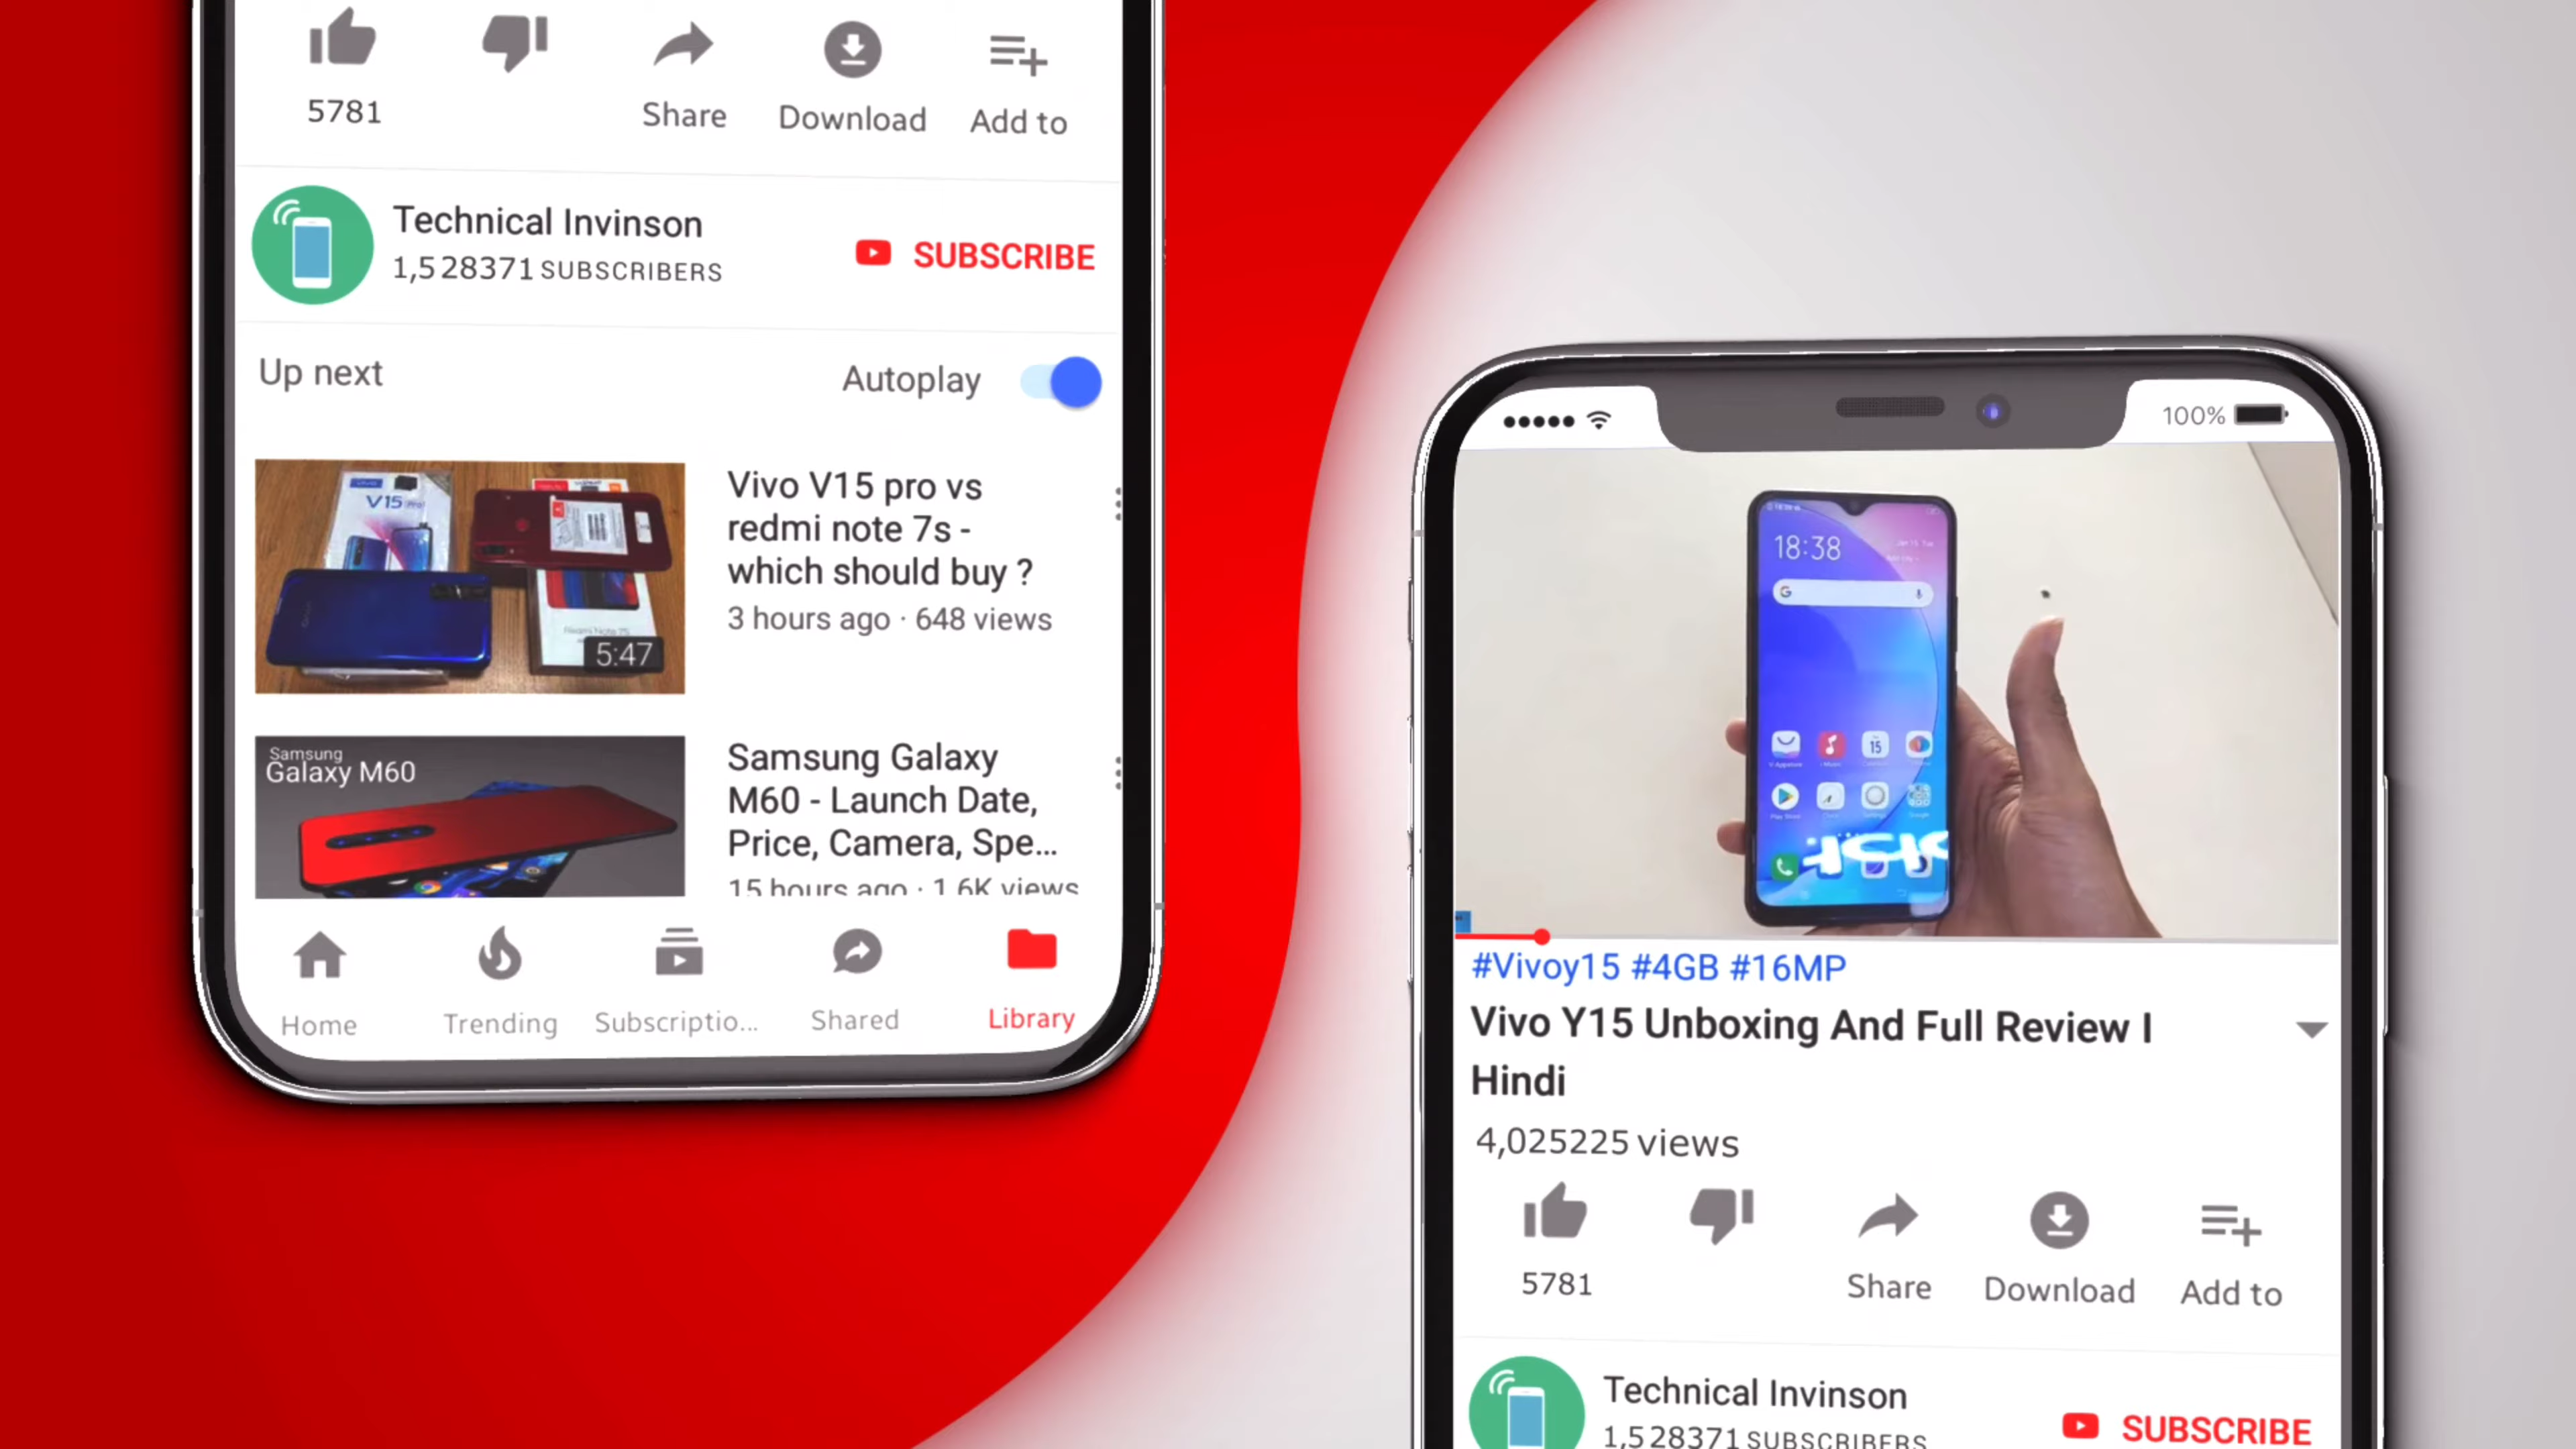 5781
Share
Download
Add to
Technical Invinson
1,528371 SUBSCRIBERS
SUBSCRIBE
Up next
Autoplay
V15 Pro
5:47
Vivo V15 pro vs
redmi note 7s -
which should buy ?
3 hours ago · 648 views
Samsung
Galaxy M60
Samsung Galaxy
M60 - Launch Date,
Price, Camera, Spe...
15 hours ago · 1.6K views
Home
Trending
Subscriptio...
Shared
Library
100%
18:38
#Vivoy15 #4GB #16MP
Vivo Y15 Unboxing And Full Review I
Hindi
4,025225 views
5781
Share
Download
Add to
Technical Invinson
1,528371 SUBSCRIBERS
SUBSCRIBE